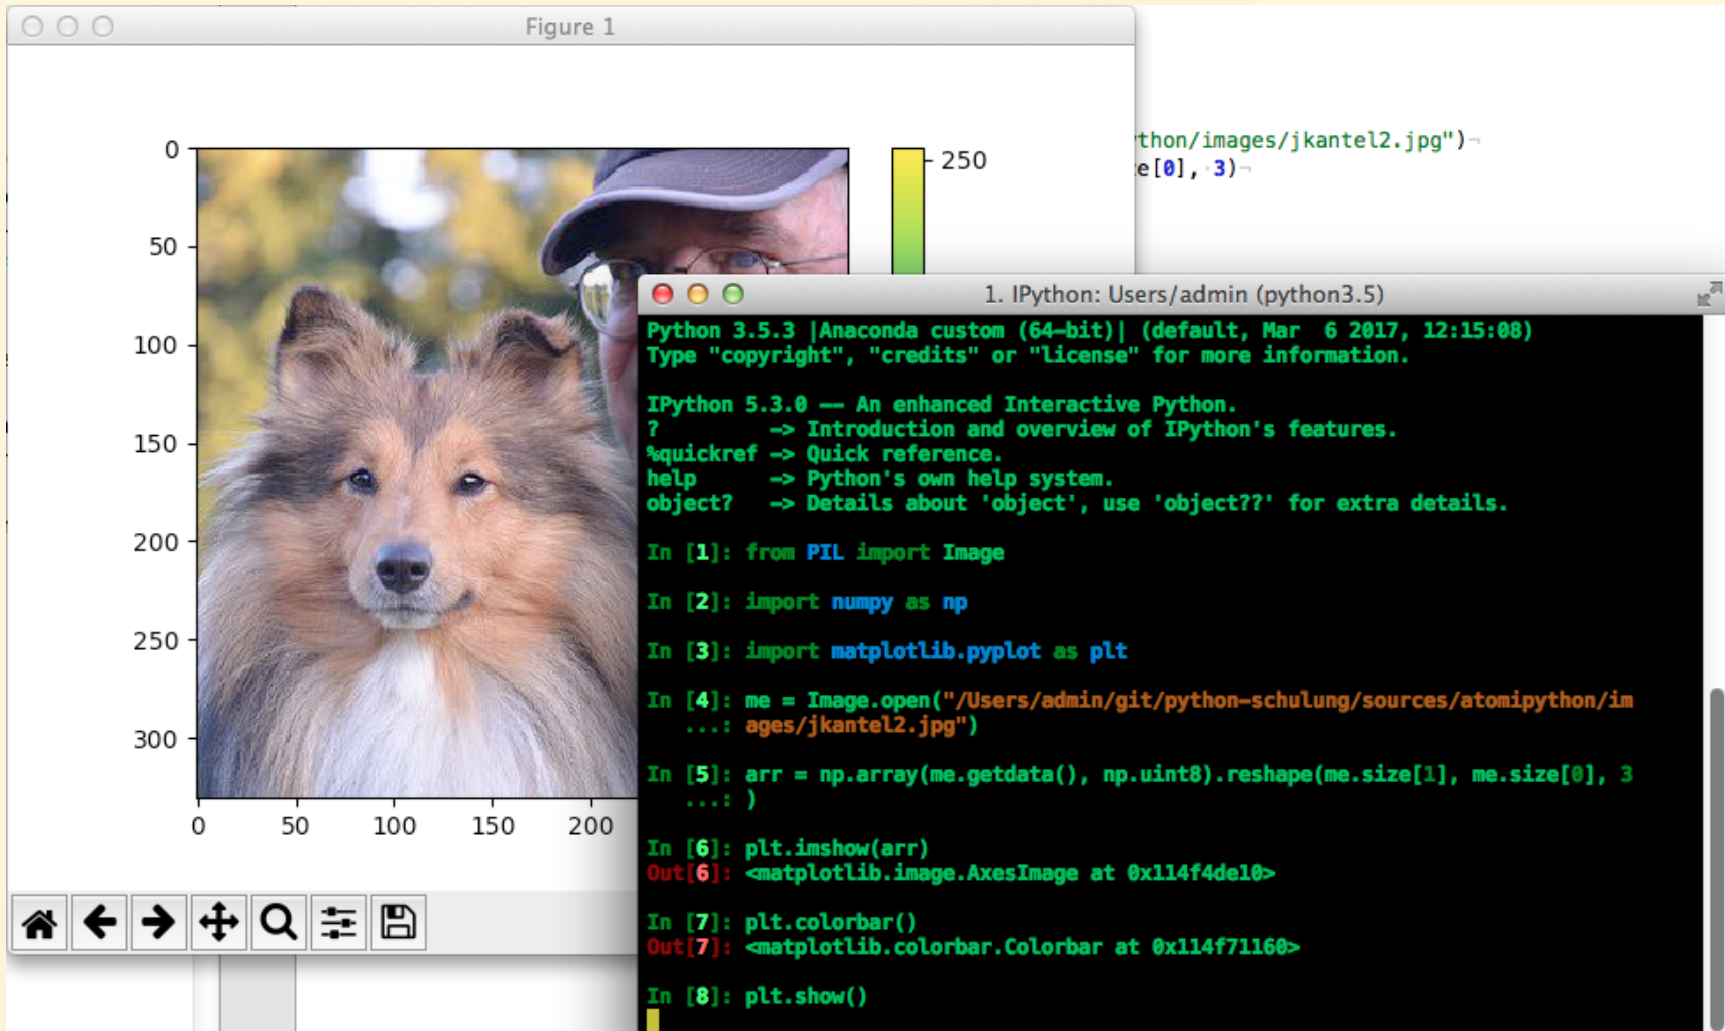 Figure 1
thon/images/jkantel2.jpg")¬
e[0], 3)¬
0
50
100
150
200
250
300
0
50
100
150
200
250
1. IPython: Users/admin (python3.5)
Python 3.5.3 |Anaconda custom (64-bit)| (default, Mar  6 2017, 12:15:08)
Type "copyright", "credits" or "license" for more information.
IPython 5.3.0 -- An enhanced Interactive Python.
?         -> Introduction and overview of IPython's features.
%quickref -> Quick reference.
help      -> Python's own help system.
object?   -> Details about 'object', use 'object??' for extra details.
In [1]: from PIL import Image
In [2]: import numpy as np
In [3]: import matplotlib.pyplot as plt
In [4]: me = Image.open("/Users/admin/git/python-schulung/sources/atomipython/im
   ...: ages/jkantel2.jpg")
In [5]: arr = np.array(me.getdata(), np.uint8).reshape(me.size[1], me.size[0], 3
   ...: )
In [6]: plt.imshow(arr)
Out[6]: <matplotlib.image.AxesImage at 0x114f4de10>
In [7]: plt.colorbar()
Out[7]: <matplotlib.colorbar.Colorbar at 0x114f71160>
In [8]: plt.show()